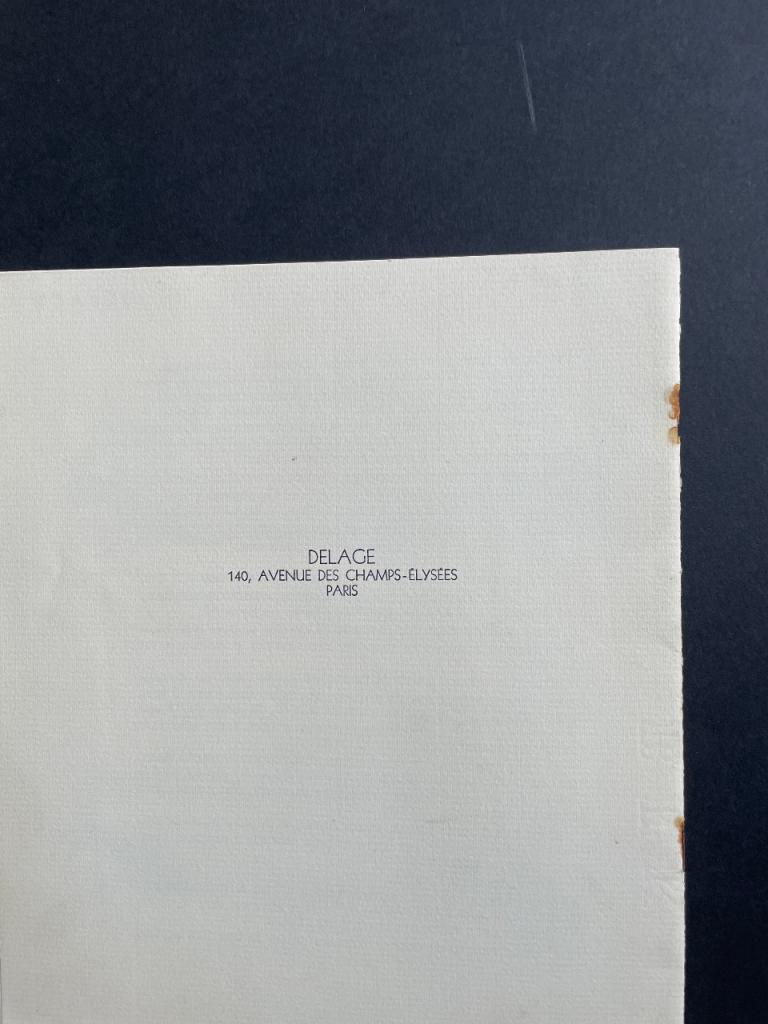 DELAGE
140, AVENUE DES CHAMPS-ÉLYSÉES
PARIS